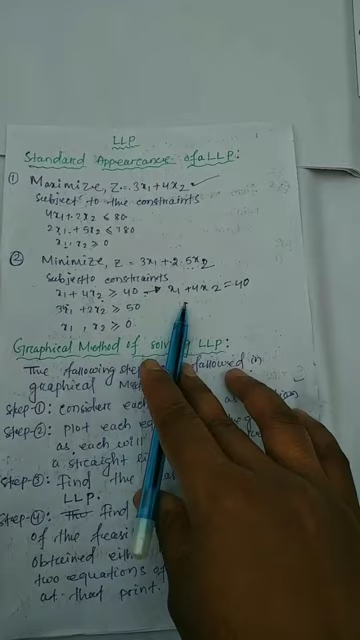 LLP
Standard Appearance of a LLP:
① Maximize, Z = 3x1 + 4x2
Subject to the constraints
4x1 + 2x2 ≤ 80
2x1 + 5x2 ≤ 180
x1, x2 ≥ 0
② Minimize, Z = 3x1 + 2.5x2
Subject to constraints
x1 + 4x2 ≥ 40 → x1 + 4x2 = 40
3x1 + 2x2 ≥ 50
x1, x2 ≥ 0
Graphical Method of solving LLP:
The following ste followed in
graphical Me
Step-①: consider each
Step-②: plot each eq
as each will
a straight li
Step-③: Find the
LLP.
Step-④: find
of the feasi
obtained eith
two equations of
at that point.